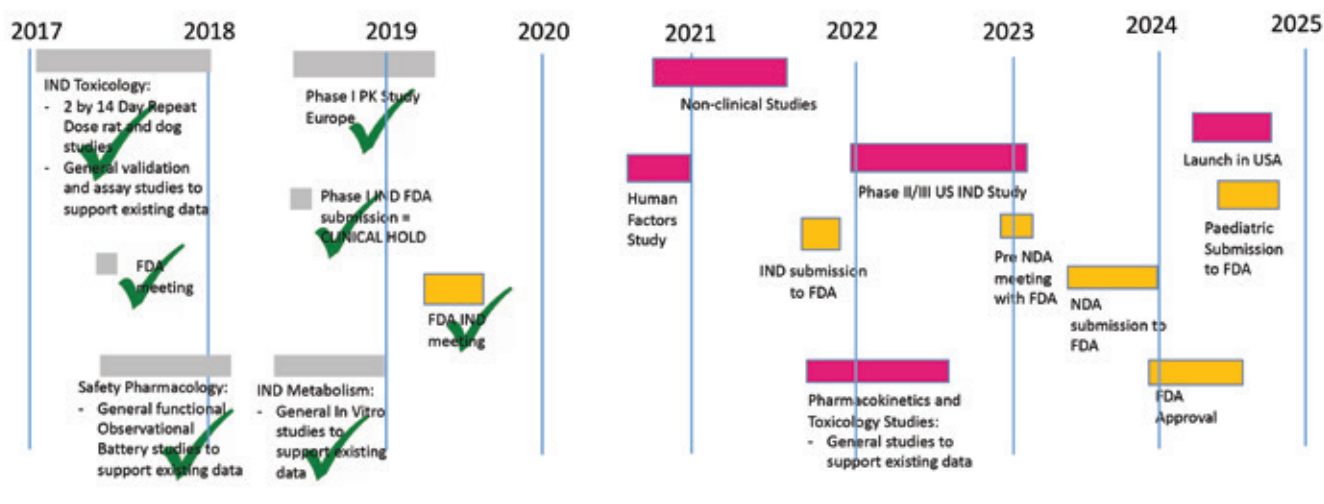 2017
2018
2019
2020
2021
2022
2023
2024
2025
IND Toxicology:
- 2 by 14 Day Repeat
Dose rat and dog
studies
- General validation
and assay studies to
support existing data
FDA
meeting
Safety Pharmacology:
- General functional
Observational
Battery studies to
support existing data
Phase I PK Study
Europe
Phase I IND FDA
submission =
CLINICAL HOLD
FDA IND
meeting
IND Metabolism:
- General In Vitro
studies to
support existing
data
Non-clinical Studies
Human
Factors
Study
Phase II/III US IND Study
IND submission
to FDA
Pharmacokinetics and
Toxicology Studies:
- General studies to
support existing data
Pre NDA
meeting
with FDA
NDA
submission to
FDA
FDA
Approval
Launch in USA
Paediatric
Submission
to FDA